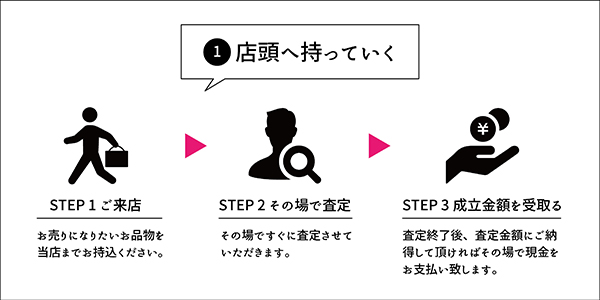 1 店頭へ持っていく
¥
STEP 1 ご来店
お売りになりたいお品物を
当店までお持込ください。
STEP 2 その場で査定
その場ですぐに査定させて
いただきます。
STEP 3 成立金額を受取る
査定終了後、査定金額にご納
得して頂ければその場で現金を
お支払い致します。